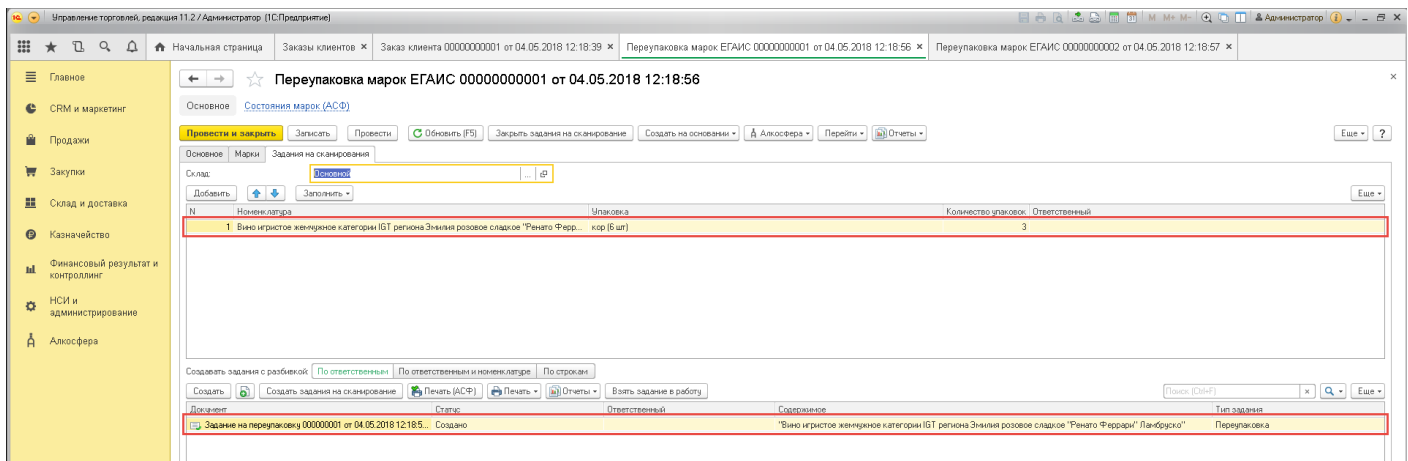 Управление торговлей, редакция 11.2 / Администратор (1С:Предприятие)
M M+ M- Администратор
Начальная страница Заказы клиентов × Заказ клиента 00000000001 от 04.05.2018 12:18:39 × Переупаковка марок ЕГАИС 00000000001 от 04.05.2018 12:18:56 × Переупаковка марок ЕГАИС 00000000002 от 04.05.2018 12:18:57 ×
Главное
CRM и маркетинг
Продажи
Закупки
Склад и доставка
Казначейство
Финансовый результат и
контроллинг
НСИ и
администрирование
Алкосфера
Переупаковка марок ЕГАИС 00000000001 от 04.05.2018 12:18:56
Основное Состояния марок (АСФ)
Провести и закрыть Записать Провести Обновить (F5) Закрыть задания на сканирование Создать на основании Алкосфера Перейти Отчеты Еще ?
Основное Марки Задания на сканирования
Склад: Основной ...
Добавить Заполнить Еще
N Номенклатура Упаковка Количество упаковок Ответственный
1 Вино игристое жемчужное категории IGT региона Эмилия розовое сладкое "Ренато Ферр... кор (6 шт) 3
Создавать задания с разбивкой: По ответственным По ответственным и номенклатуре По строкам
Создать Создать задания на сканирование Печать (АСФ) Печать Отчеты Взять задание в работу Поиск (Ctrl+F) × Еще
Документ Статус Ответственный Содержимое Тип задания
Задание на переупаковку 000000001 от 04.05.2018 12:18:5... Создано "Вино игристое жемчужное категории IGT региона Эмилия розовое сладкое "Ренато Феррари" Ламбруско" Переупаковка